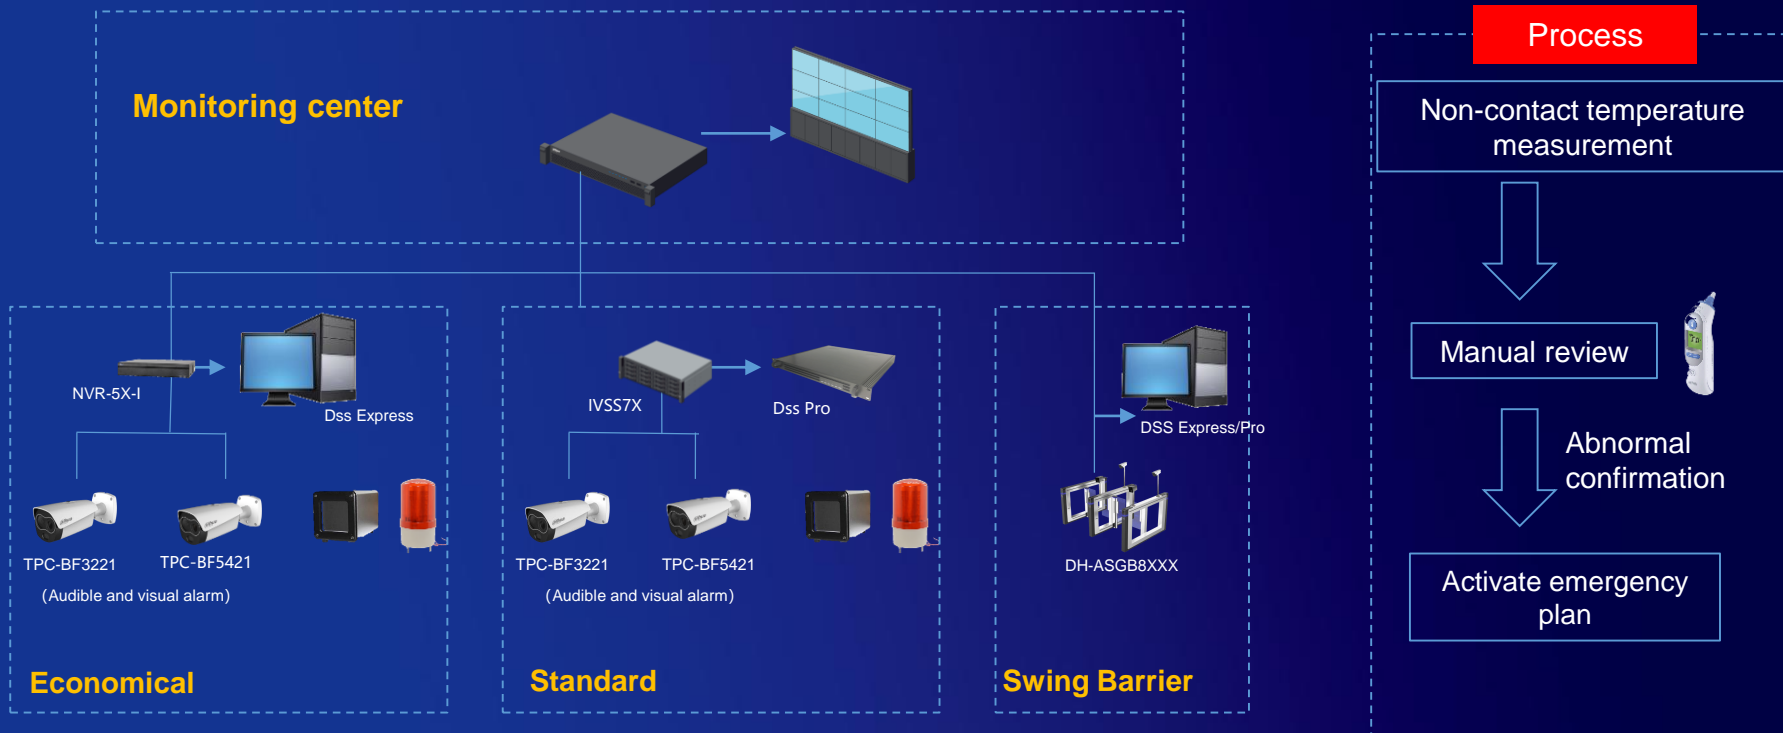 Process
Monitoring center
Non-contact temperature
measurement
Manual review
Abnormal
confirmation
Activate emergency
plan
NVR-5X-I
Dss Express
TPC-BF3221
TPC-BF5421
(Audible and visual alarm)
Economical
IVSS7X
Dss Pro
TPC-BF3221
TPC-BF5421
(Audible and visual alarm)
Standard
DSS Express/Pro
DH-ASGB8XXX
Swing Barrier